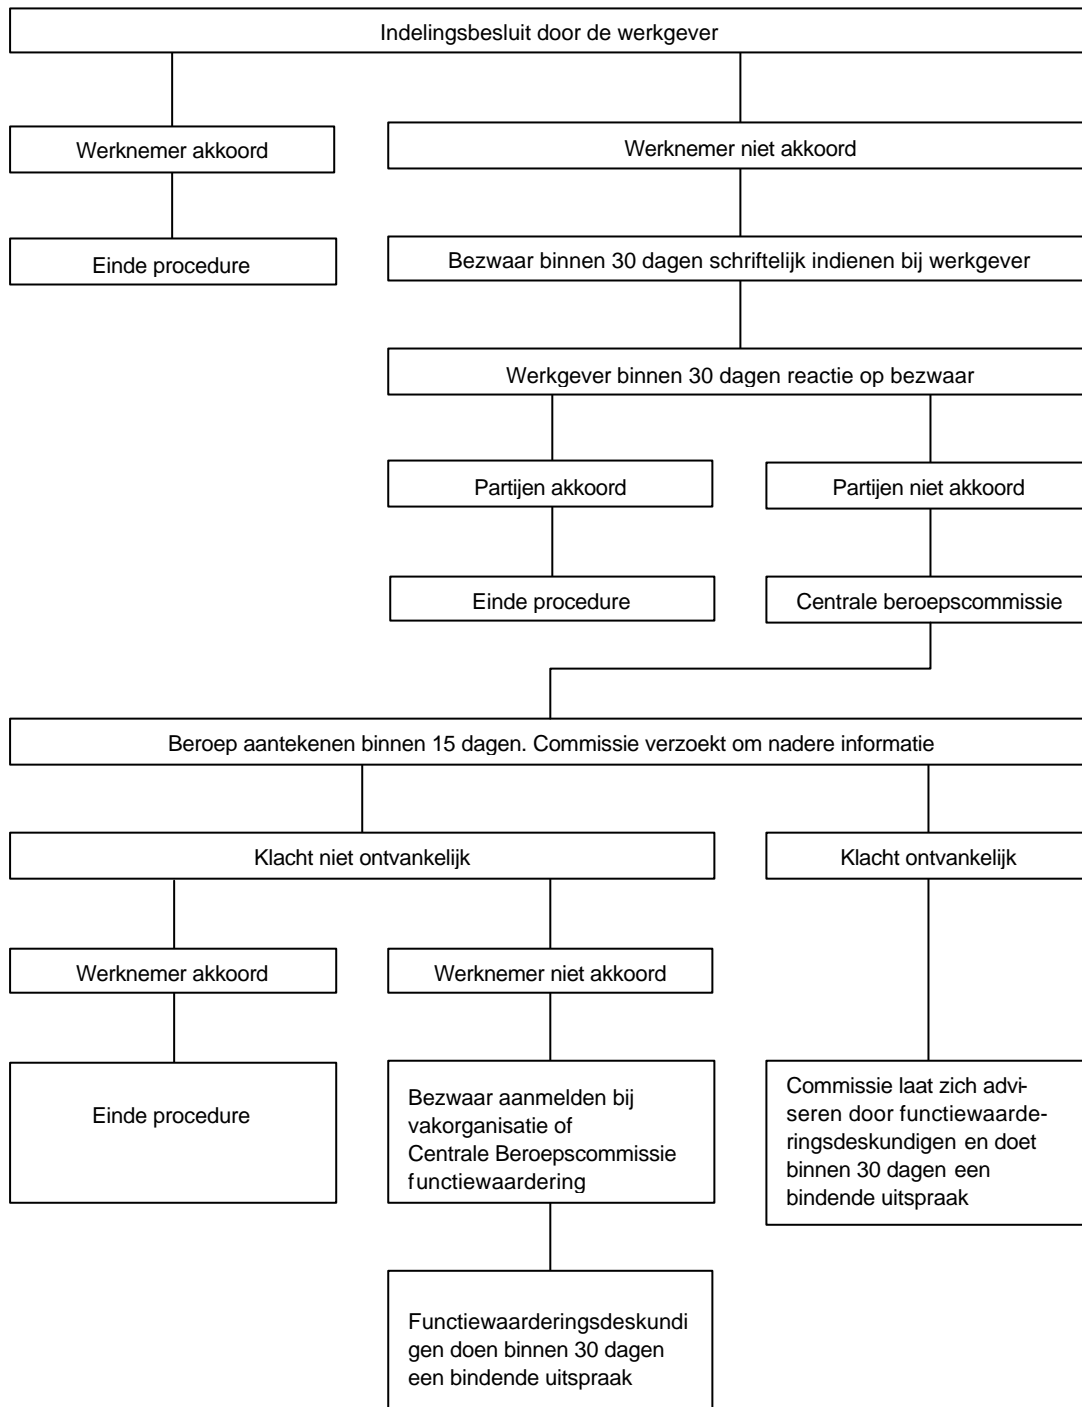 Indelingsbesluit door de werkgever
Werknemer akkoord
Werknemer niet akkoord
Einde procedure
Bezwaar binnen 30 dagen schriftelijk indienen bij werkgever
Werkgever binnen 30 dagen reactie op bezwaar
Partijen akkoord
Partijen niet akkoord
Einde procedure
Centrale beroepscommissie
Beroep aantekenen binnen 15 dagen. Commissie verzoekt om nadere informatie
Klacht niet ontvankelijk
Klacht ontvankelijk
Werknemer akkoord
Werknemer niet akkoord
Einde procedure
Bezwaar aanmelden bij
vakorganisatie of
Centrale Beroepscommissie
functiewaardering
Commissie laat zich advi-
seren door functiewaarde-
ringsdeskundigen en doet
binnen 30 dagen een
bindende uitspraak
Functiewaarderingsdeskundi
gen doen binnen 30 dagen
een bindende uitspraak